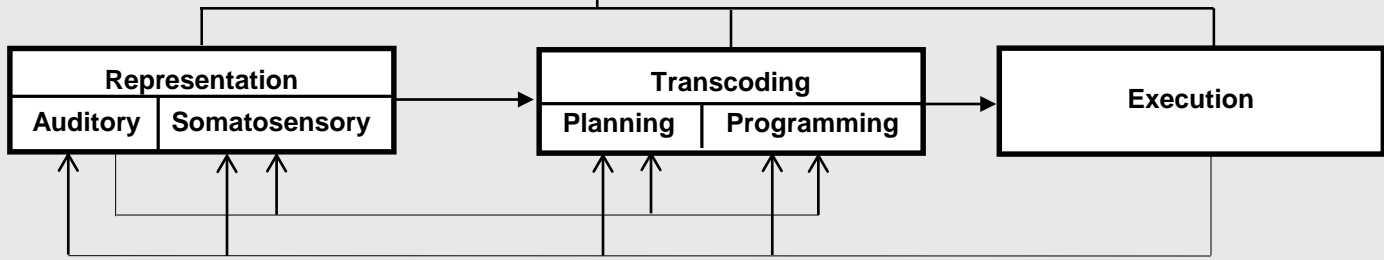 Representation
Auditory Somatosensory
Transcoding
Planning Programming
Execution